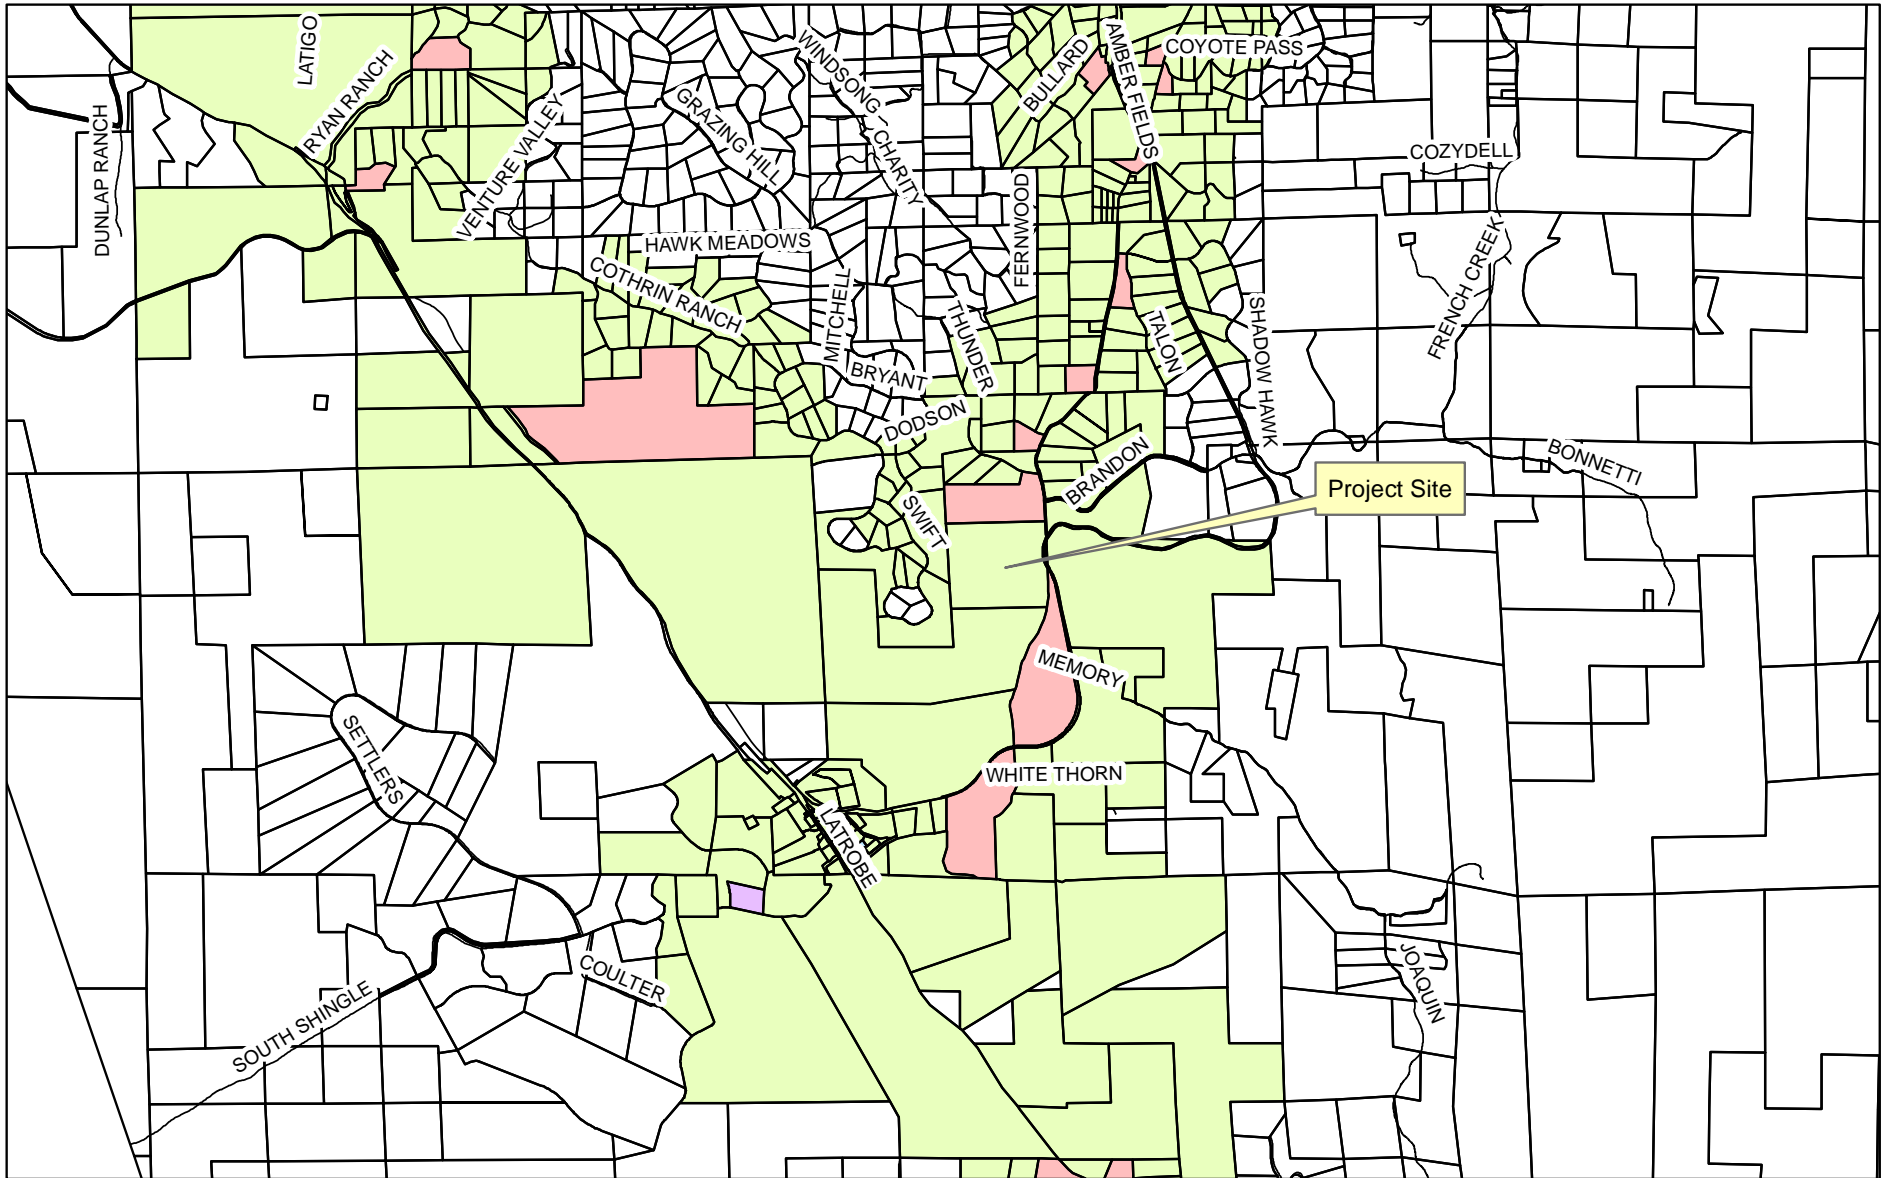 LATIGO
RYAN RANCH
DUNLAP RANCH
VENTURE VALLEY
WINDSONG
GRAZING HILL
CHARITY
BULLARD
AMBER FIELDS
COYOTE PASS
COZYDELL
FERNWOOD
HAWK MEADOWS
COTHRIN RANCH
MITCHELL
THUNDER
TALON
SHADOW HAWK
FRENCH CREEK
BRYANT
DODSON
BRANDON
BONNETTI
Project Site
SWIFT
MEMORY
SETTLERS
WHITE THORN
LATROBE
COULTER
JOAQUIN
SOUTH SHINGLE